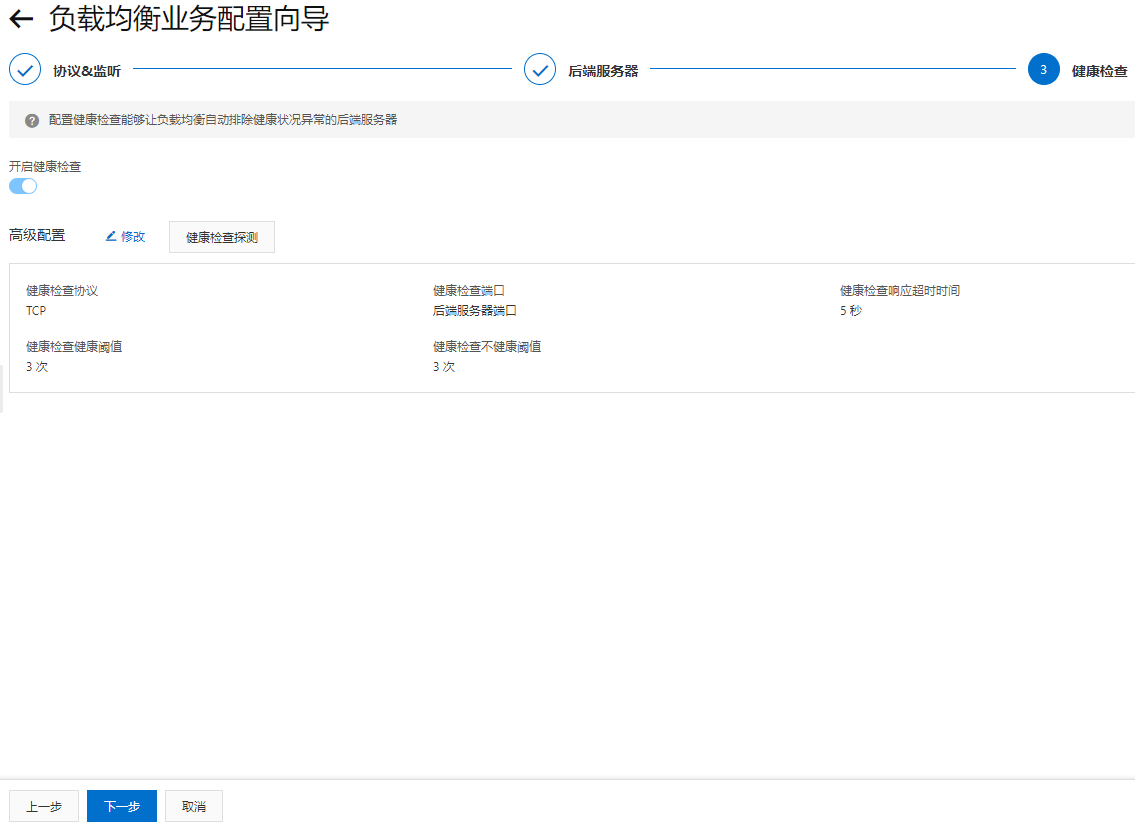 负载均衡业务配置向导
协议&监听
后端服务器
3
健康检查
配置健康检查能够让负载均衡自动排除健康状况异常的后端服务器
开启健康检查
高级配置 修改 健康检查探测
健康检查协议 健康检查端口 健康检查响应超时时间
TCP 后端服务器端口 5 秒
健康检查健康阈值 健康检查不健康阈值
3 次 3 次
上一步 下一步 取消